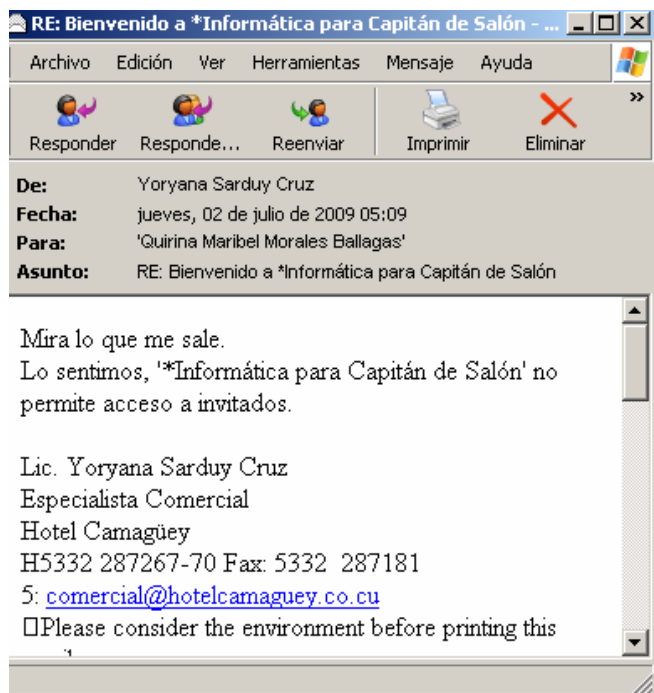 RE: Bienvenido a *Informática para Capitán de Salón - ...
Archivo Edición Ver Herramientas Mensaje Ayuda
Responder Responde... Reenviar Imprimir Eliminar
De: Yoryana Sarduy Cruz
Fecha: jueves, 02 de julio de 2009 05:09
Para: 'Quirina Maribel Morales Ballagas'
Asunto: RE: Bienvenido a *Informática para Capitán de Salón
Mira lo que me sale.
Lo sentimos, '*Informática para Capitán de Salón' no
permite acceso a invitados.
Lic. Yoryana Sarduy Cruz
Especialista Comercial
Hotel Camagüey
H5332 287267-70 Fax: 5332 287181
5: comercial@hotelcamaguey.co.cu
Please consider the environment before printing this